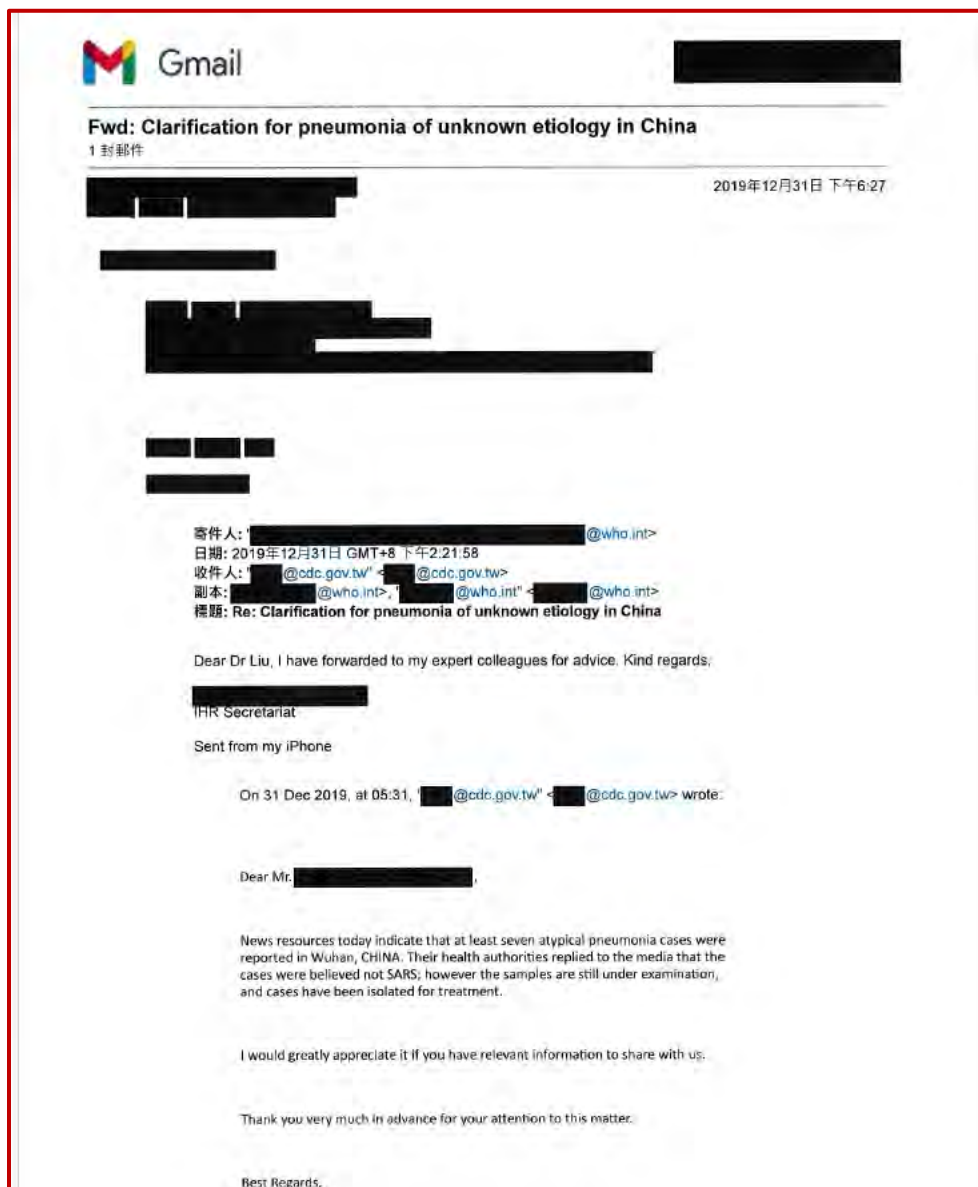 Gmail
Fwd: Clarification for pneumonia of unknown etiology in China
1 封郵件
2019年12月31日 下午6:27
寄件人: " @who.int>
日期: 2019年12月31日 GMT+8 下午2:21:58
收件人: " @cdc.gov.tw" < @cdc.gov.tw>
副本: @who.int>, " @who.int" < @who.int>
標題: Re: Clarification for pneumonia of unknown etiology in China
Dear Dr Liu, I have forwarded to my expert colleagues for advice. Kind regards,
IHR Secretariat
Sent from my iPhone
On 31 Dec 2019, at 05:31, " @cdc.gov.tw" < @cdc.gov.tw> wrote:
Dear Mr. ,
News resources today indicate that at least seven atypical pneumonia cases were
reported in Wuhan, CHINA. Their health authorities replied to the media that the
cases were believed not SARS; however the samples are still under examination,
and cases have been isolated for treatment.
I would greatly appreciate it if you have relevant information to share with us.
Thank you very much in advance for your attention to this matter.
Best Regards,